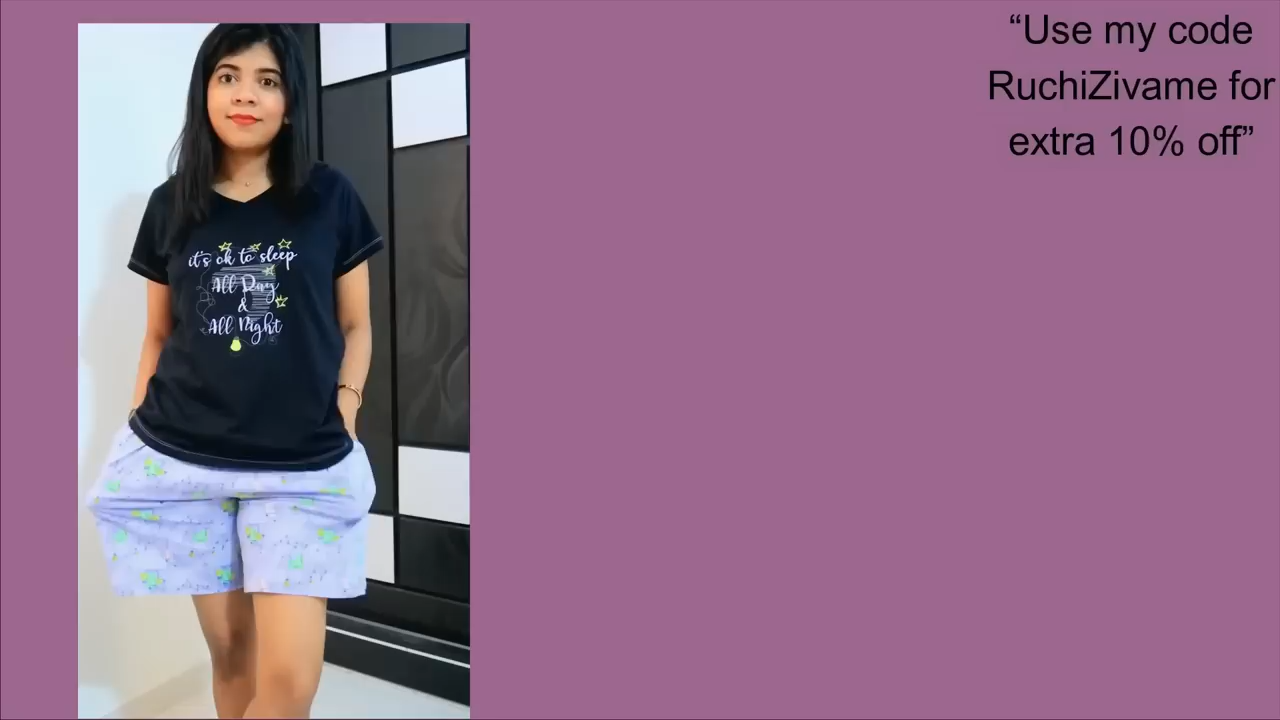 “Use my code
RuchiZivame for
extra 10% off”
it's ok to sleep
All Day
&
All Night